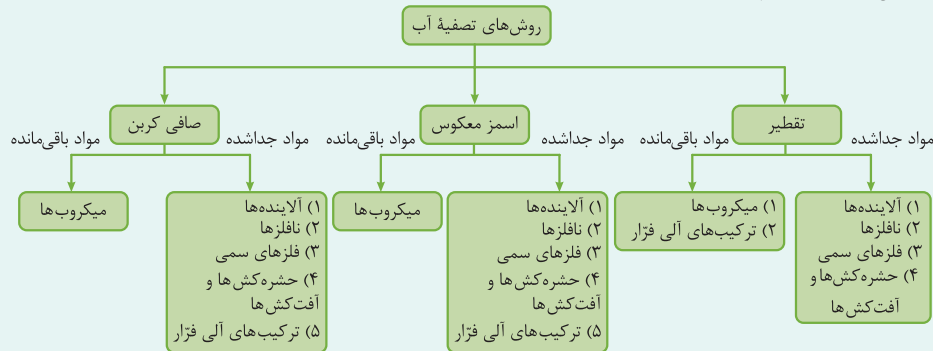 روش‌های تصفیهٔ آب
تقطیر
مواد جداشده
مواد باقی‌مانده
۱) آلاینده‌ها
۲) نافلزها
۳) فلزهای سمی
۴) حشره‌کش‌ها و
آفت‌کش‌ها
۱) میکروب‌ها
۲) ترکیب‌های آلی فرّار
اسمز معکوس
مواد جداشده
مواد باقی‌مانده
۱) آلاینده‌ها
۲) نافلزها
۳) فلزهای سمی
۴) حشره‌کش‌ها و
آفت‌کش‌ها
۵) ترکیب‌های آلی فرّار
میکروب‌ها
صافی کربن
مواد جداشده
مواد باقی‌مانده
۱) آلاینده‌ها
۲) نافلزها
۳) فلزهای سمی
۴) حشره‌کش‌ها و
آفت‌کش‌ها
۵) ترکیب‌های آلی فرّار
میکروب‌ها